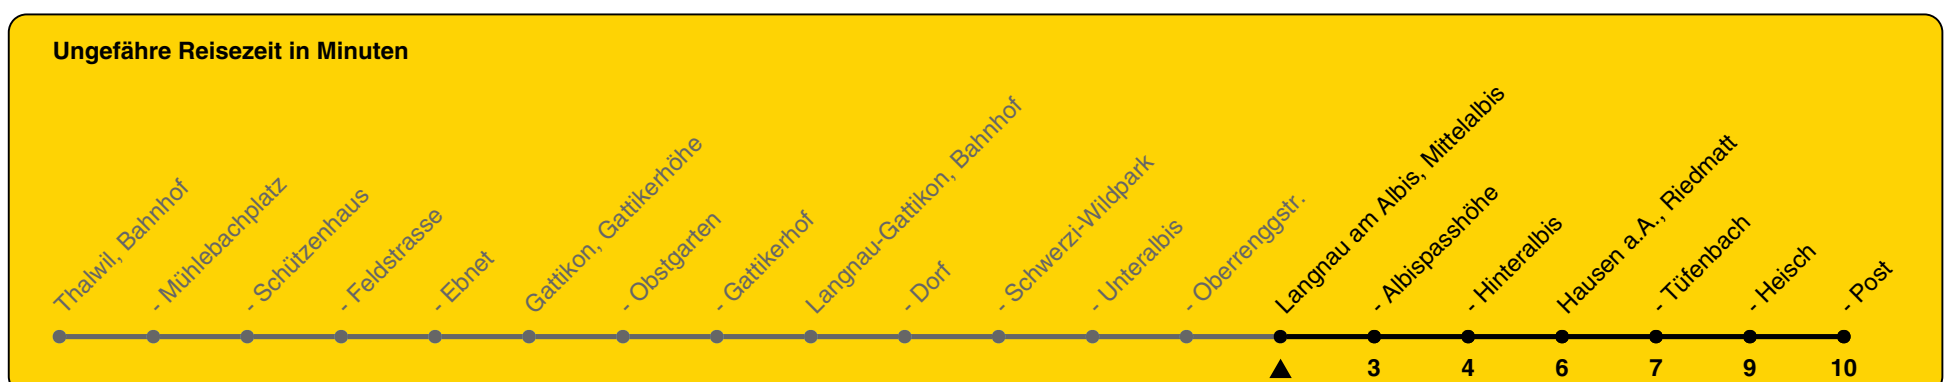 Ungefähre Reisezeit in Minuten
Thalwil, Bahnhof
- Mühlebachplatz
- Schützenhaus
- Feldstrasse
- Ebnet
Gattikon, Gattikerhöhe
- Obstgarten
- Gattikerhof
Langnau-Gattikon, Bahnhof
- Dorf
- Schwerzi-Wildpark
- Unteralbis
- Oberrenggstr.
Langnau am Albis, Mittelalbis
- Albispasshöhe
- Hinteralbis
Hausen a.A., Riedmatt
- Tüfenbach
- Heisch
- Post
3 4 6 7 9 10